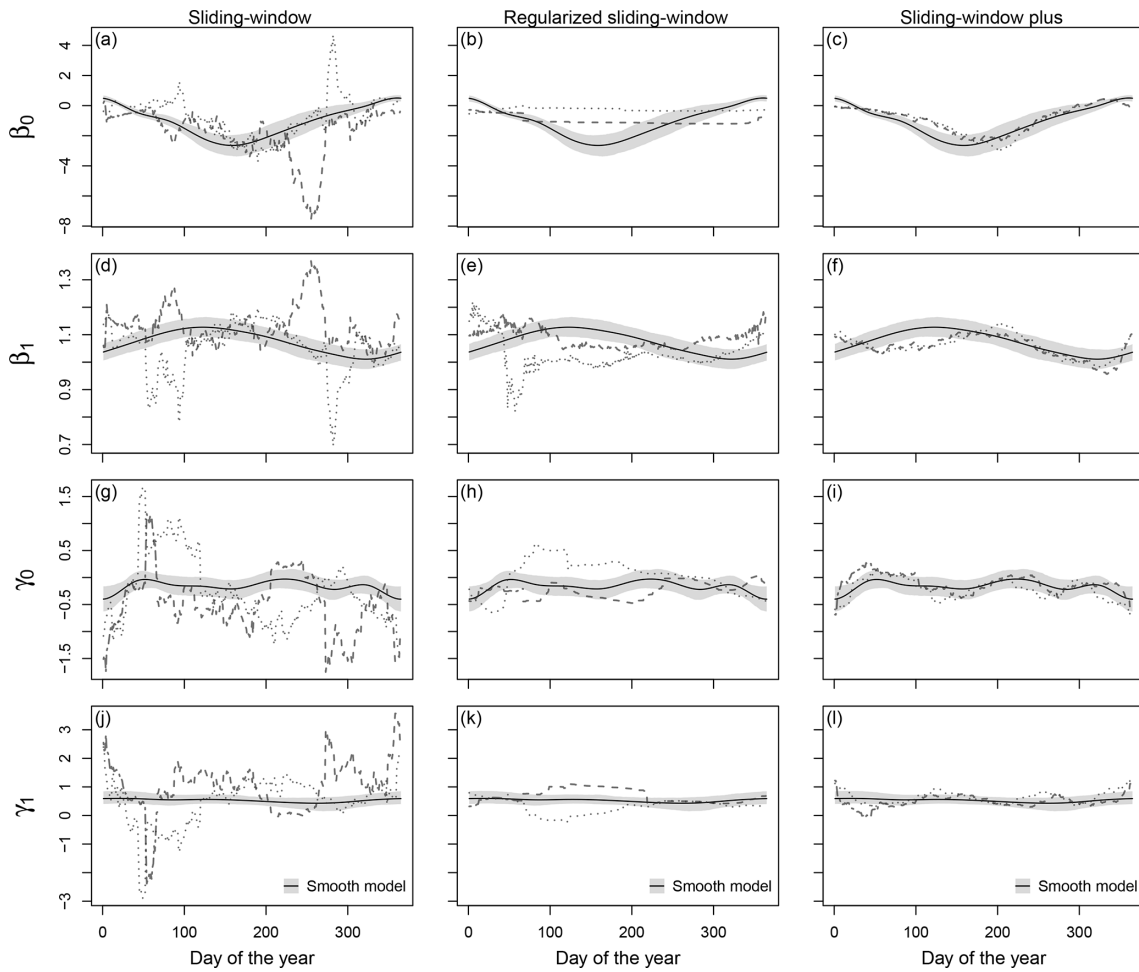 Sliding-window
Regularized sliding-window
Sliding-window plus
(a)
(b)
(c)
4
2
0
−4
−8
β0
(d)
(e)
(f)
1.3
1.1
0.9
0.7
β1
(g)
(h)
(i)
1.5
0.5
−0.5
−1.5
γ0
(j)
(k)
(l)
3
2
1
0
−1
−3
γ1
Smooth model
Smooth model
Smooth model
0 100 200 300
0 100 200 300
0 100 200 300
Day of the year
Day of the year
Day of the year